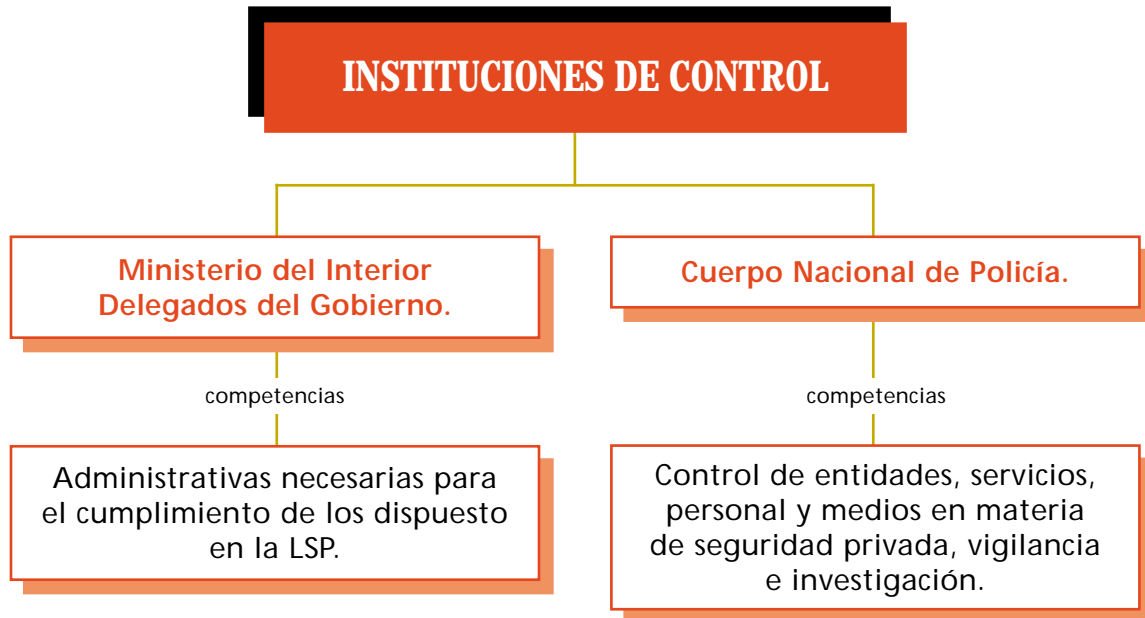 INSTITUCIONES DE CONTROL
Ministerio del Interior
Delegados del Gobierno.
competencias
Administrativas necesarias para
el cumplimiento de los dispuesto
en la LSP.
Cuerpo Nacional de Policía.
competencias
Control de entidades, servicios,
personal y medios en materia
de seguridad privada, vigilancia
e investigación.